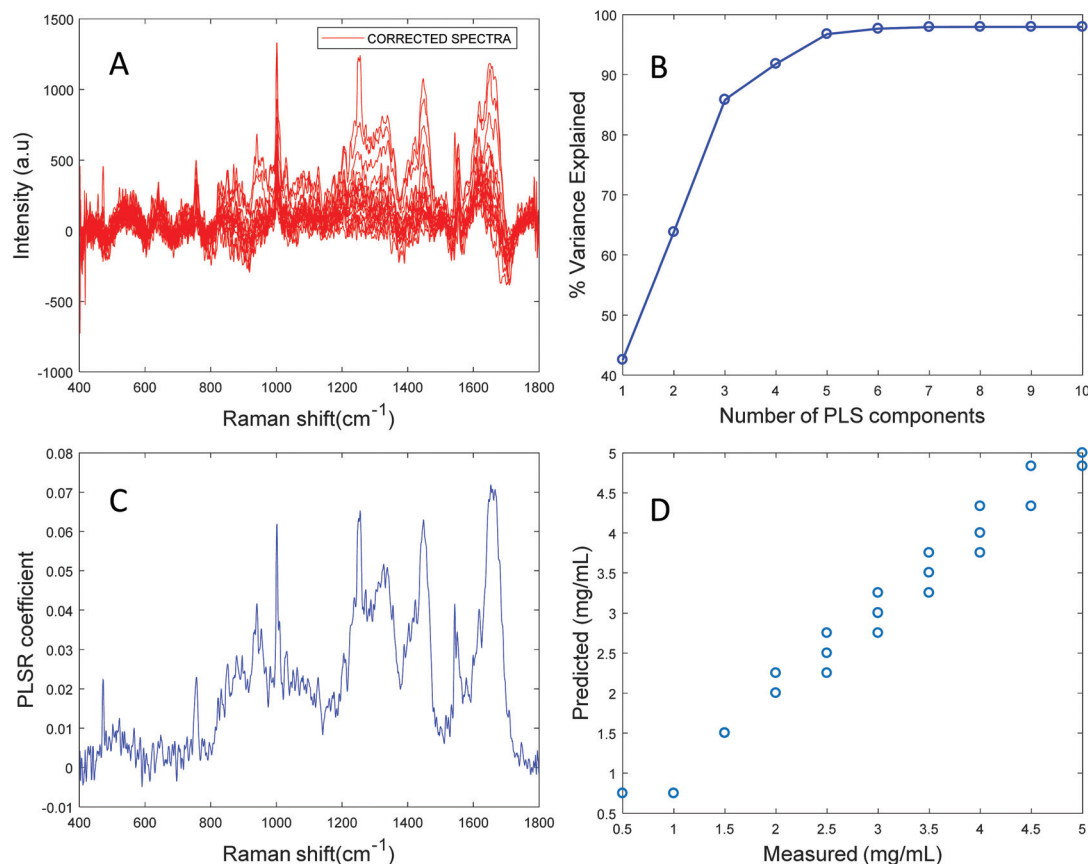 1500
1000
500
0
-500
-1000
Intensity (a.u)
A
CORRECTED SPECTRA
400 600 800 1000 1200 1400 1600 1800
Raman shift(cm⁻¹)
100
90
80
70
60
50
40
% Variance Explained
B
1 2 3 4 5 6 7 8 9 10
Number of PLS components
0.08
0.07
0.06
0.05
0.04
0.03
0.02
0.01
0
-0.01
PLSR coefficient
C
400 600 800 1000 1200 1400 1600 1800
Raman shift(cm⁻¹)
5
4.5
4
3.5
3
2.5
2
1.5
1
0.5
Predicted (mg/mL)
D
0.5 1 1.5 2 2.5 3 3.5 4 4.5 5
Measured (mg/mL)